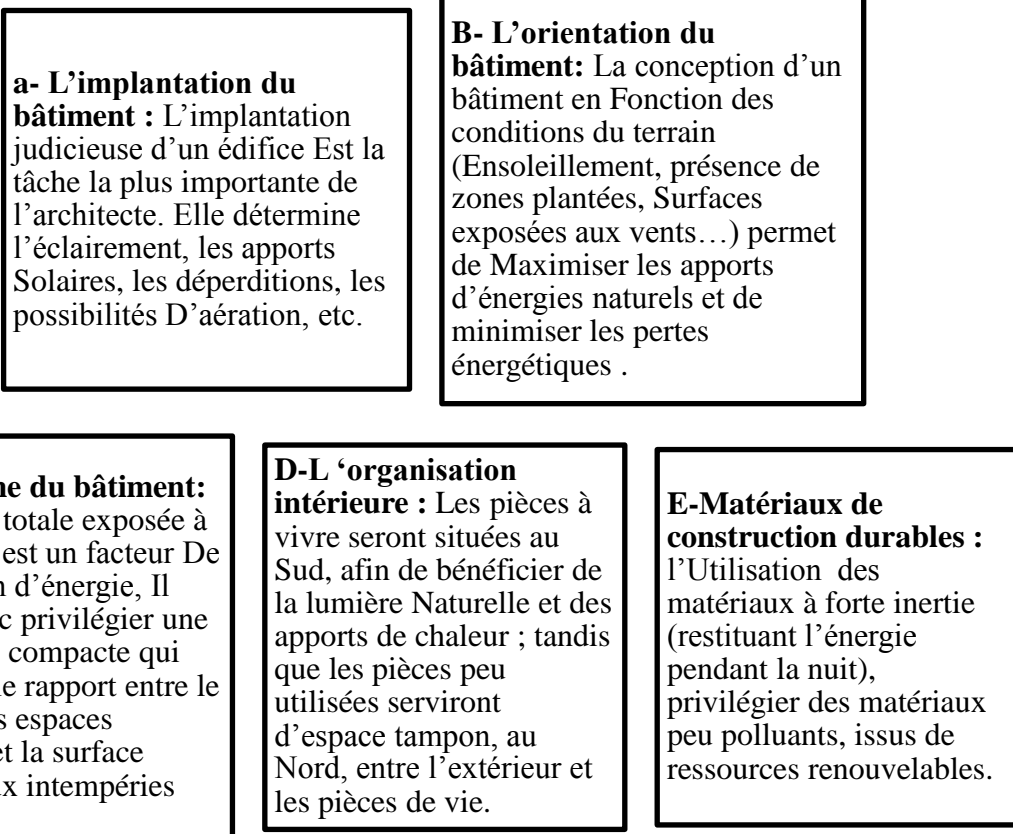 a- L’implantation du
bâtiment : L’implantation
judicieuse d’un édifice Est la
tâche la plus importante de
l’architecte. Elle détermine
l’éclairement, les apports
Solaires, les déperditions, les
possibilités D’aération, etc.
B- L’orientation du
bâtiment: La conception d’un
bâtiment en Fonction des
conditions du terrain
(Ensoleillement, présence de
zones plantées, Surfaces
exposées aux vents…) permet
de Maximiser les apports
d’énergies naturels et de
minimiser les pertes
énergétiques .
du bâtiment:
totale exposée à
est un facteur De
d’énergie, Il
privilégier une
compacte qui
rapport entre le
espaces
et la surface
intempéries
D-L ‘organisation
intérieure : Les pièces à
vivre seront situées au
Sud, afin de bénéficier de
la lumière Naturelle et des
apports de chaleur ; tandis
que les pièces peu
utilisées serviront
d’espace tampon, au
Nord, entre l’extérieur et
les pièces de vie.
E-Matériaux de
construction durables :
l’Utilisation des
matériaux à forte inertie
(restituant l’énergie
pendant la nuit),
privilégier des matériaux
peu polluants, issus de
ressources renouvelables.